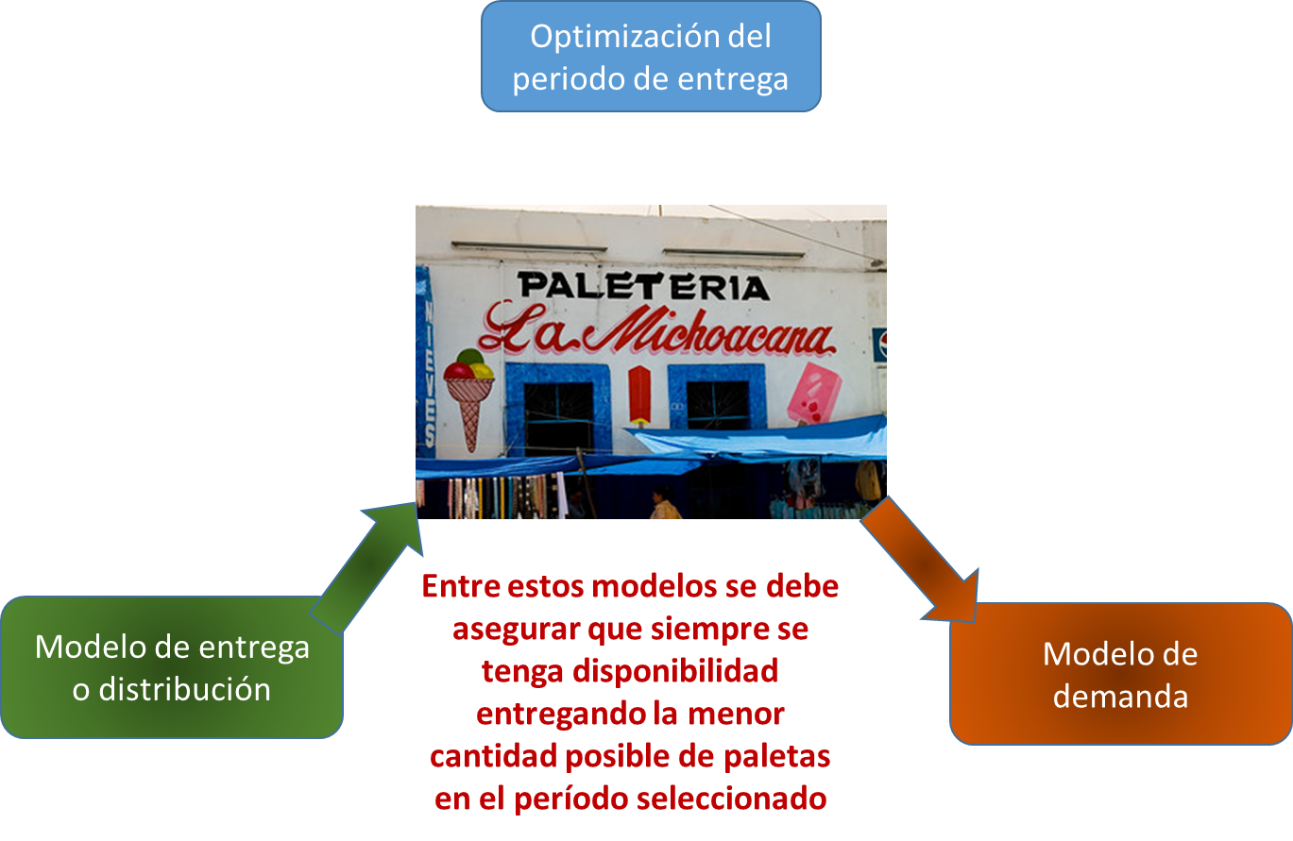 Optimización del
periodo de entrega
PALETERIA
La Michoacana
NIEVES
Modelo de entrega
o distribución
Entre estos modelos se debe
asegurar que siempre se
tenga disponibilidad
entregando la menor
cantidad posible de paletas
en el período seleccionado
Modelo de
demanda